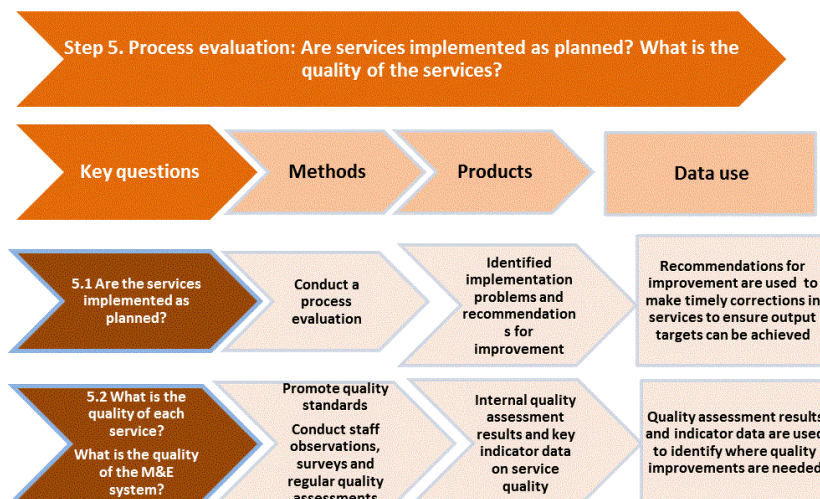 Step 5. Process evaluation: Are services implemented as planned? What is the
quality of the services?
Key questions
Methods
Products
Data use
5.1 Are the services
implemented as
planned?
Conduct a
process
evaluation
Identified
implementation
problems and
recommendation
s for
improvement
Recommendations for
improvement are used to
make timely corrections in
services to ensure output
targets can be achieved
5.2 What is the
quality of each
service?
What is the quality
of the M&E
system?
Promote quality
standards
Conduct staff
observations,
surveys and
regular quality
assessments
Internal quality
assessment
results and key
indicator data
on service
quality
Quality assessment results
and indicator data are used
to identify where quality
improvements are needed